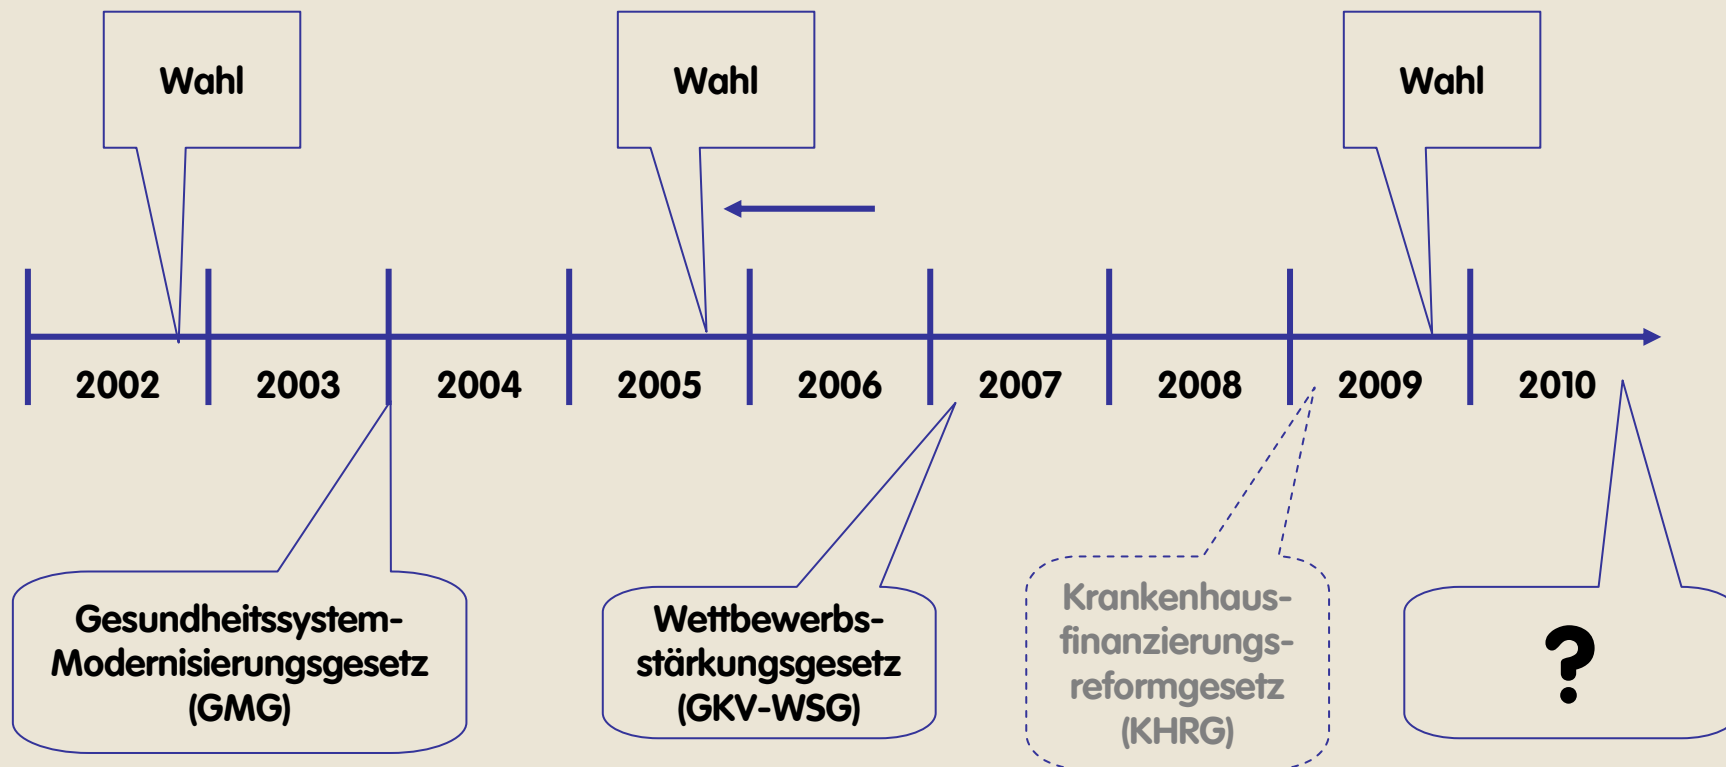 Wahl
Wahl
Wahl
2002
2003
2004
2005
2006
2007
2008
2009
2010
Gesundheitssystem-
Modernisierungsgesetz
(GMG)
Wettbewerbs-
stärkungsgesetz
(GKV-WSG)
Krankenhaus-
finanzierungs-
reformgesetz
(KHRG)
?